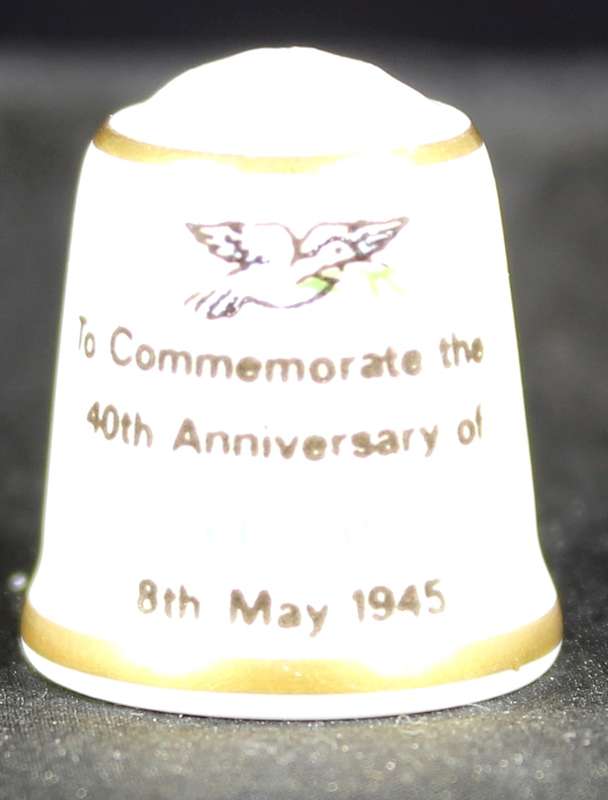 To Commemorate the
40th Anniversary of
8th May 1945